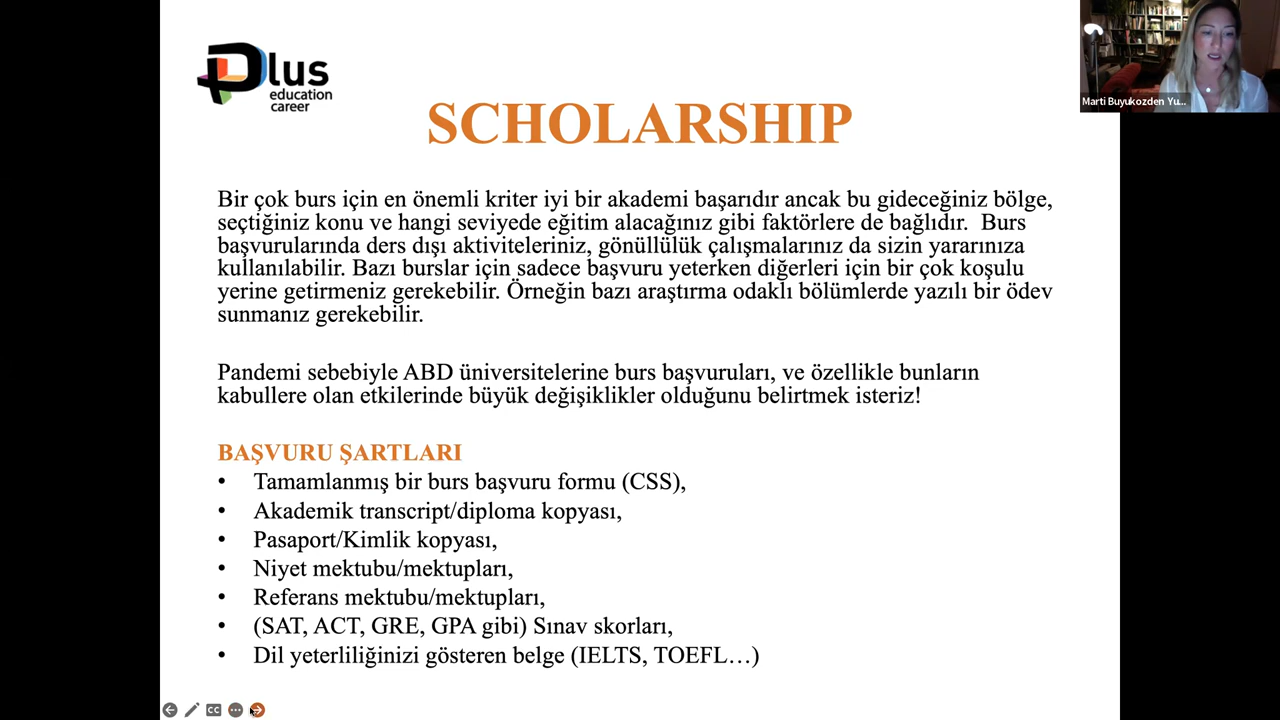 Plus
education
career
Marti Buyukozden Yu...
SCHOLARSHIP
Bir çok burs için en önemli kriter iyi bir akademi başarıdır ancak bu gideceğiniz bölge,
seçtiğiniz konu ve hangi seviyede eğitim alacağınız gibi faktörlere de bağlıdır. Burs
başvurularında ders dışı aktiviteleriniz, gönüllülük çalışmalarınız da sizin yararınıza
kullanılabilir. Bazı burslar için sadece başvuru yeterken diğerleri için bir çok koşulu
yerine getirmeniz gerekebilir. Örneğin bazı araştırma odaklı bölümlerde yazılı bir ödev
sunmanız gerekebilir.
Pandemi sebebiyle ABD üniversitelerine burs başvuruları, ve özellikle bunların
kabullere olan etkilerinde büyük değişiklikler olduğunu belirtmek isteriz!
BAŞVURU ŞARTLARI
• Tamamlanmış bir burs başvuru formu (CSS),
• Akademik transcript/diploma kopyası,
• Pasaport/Kimlik kopyası,
• Niyet mektubu/mektupları,
• Referans mektubu/mektupları,
• (SAT, ACT, GRE, GPA gibi) Sınav skorları,
• Dil yeterliliğinizi gösteren belge (IELTS, TOEFL…)
CC